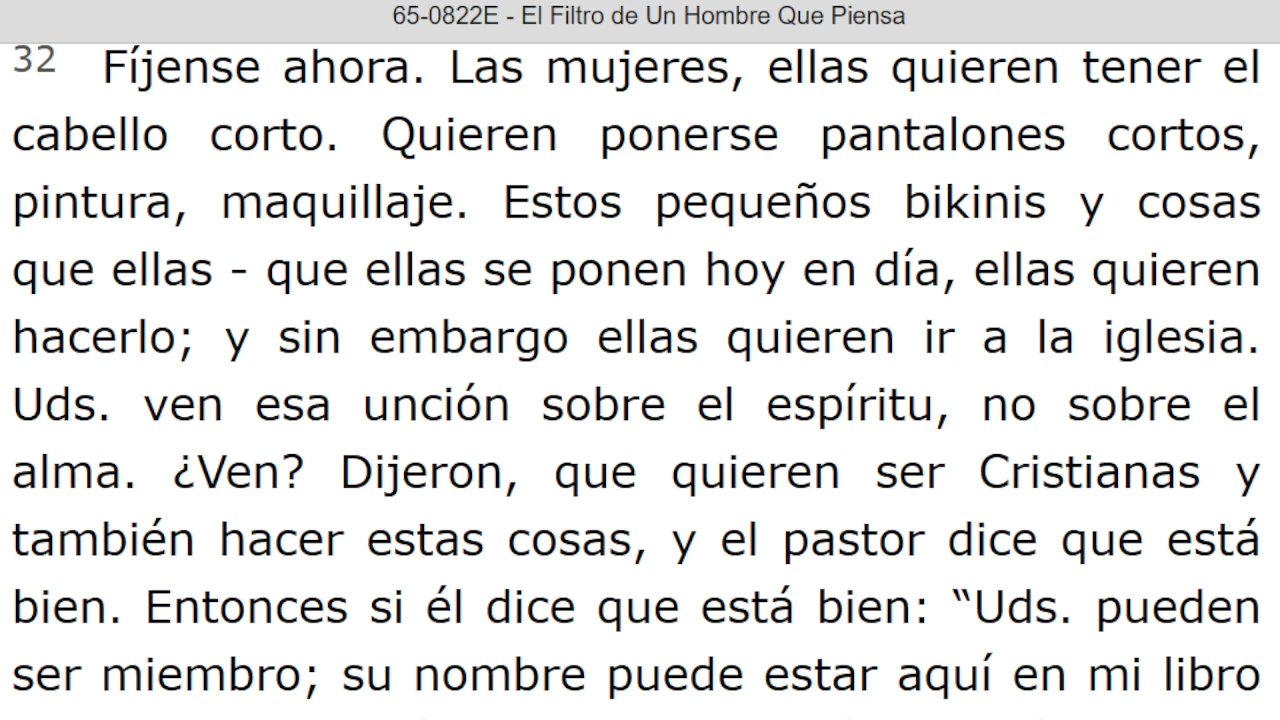 65-0822E - El Filtro de Un Hombre Que Piensa
32 Fíjense ahora. Las mujeres, ellas quieren tener el
cabello corto. Quieren ponerse pantalones cortos,
pintura, maquillaje. Estos pequeños bikinis y cosas
que ellas - que ellas se ponen hoy en día, ellas quieren
hacerlo; y sin embargo ellas quieren ir a la iglesia.
Uds. ven esa unción sobre el espíritu, no sobre el
alma. ¿Ven? Dijeron, que quieren ser Cristianas y
también hacer estas cosas, y el pastor dice que está
bien. Entonces si él dice que está bien: “Uds. pueden
ser miembro; su nombre puede estar aquí en mi libro